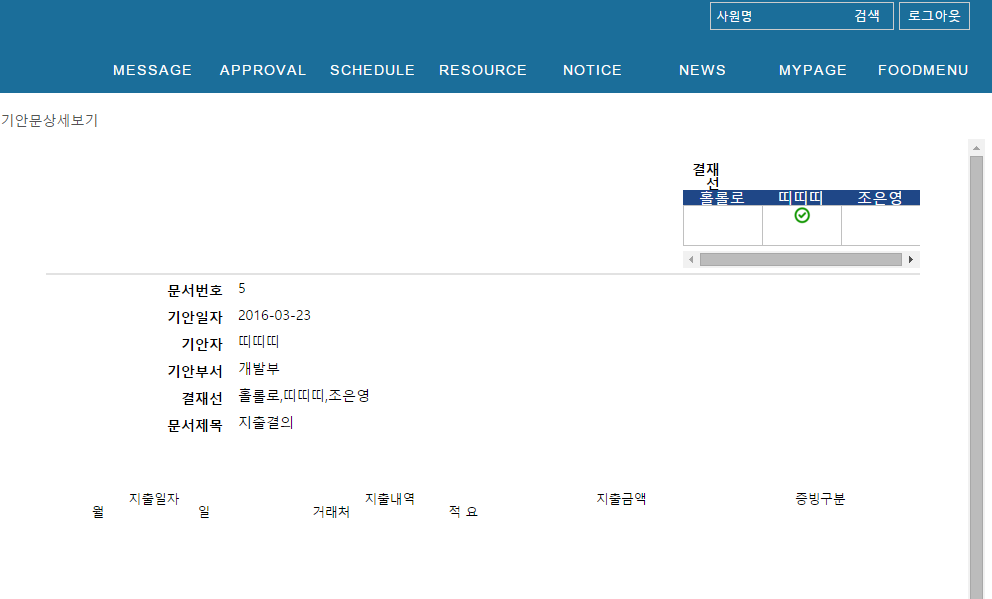 사원명 검색 로그아웃
MESSAGE APPROVAL SCHEDULE RESOURCE NOTICE NEWS MYPAGE FOODMENU
기안문상세보기
결재
선
홀롤로 띠띠띠 조은영
문서번호 5
기안일자 2016-03-23
기안자 띠띠띠
기안부서 개발부
결재선 홀롤로,띠띠띠,조은영
문서제목 지출결의
지출일자 지출내역 지출금액 증빙구분
월 일 거래처 적 요